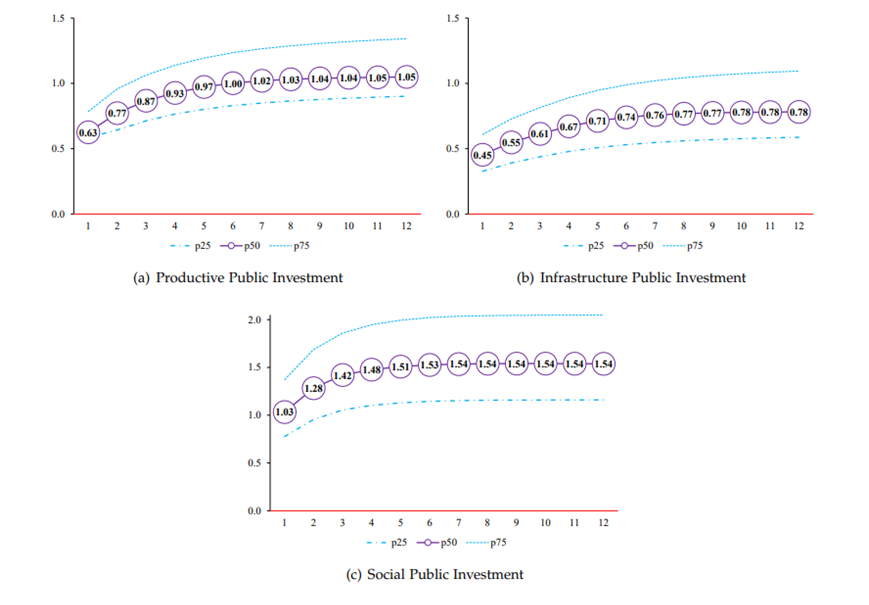 1.5
1.0
0.5
0.0
0.63 0.77 0.87 0.93 0.97 1.00 1.02 1.03 1.04 1.04 1.05 1.05
1 2 3 4 5 6 7 8 9 10 11 12
p25 p50 p75
(a) Productive Public Investment
1.5
1.0
0.5
0.0
0.45 0.55 0.61 0.67 0.71 0.74 0.76 0.77 0.77 0.78 0.78 0.78
1 2 3 4 5 6 7 8 9 10 11 12
p25 p50 p75
(b) Infrastructure Public Investment
2.0
1.5
1.0
0.5
0.0
1.03 1.28 1.42 1.48 1.51 1.53 1.54 1.54 1.54 1.54 1.54 1.54
1 2 3 4 5 6 7 8 9 10 11 12
p25 p50 p75
(c) Social Public Investment